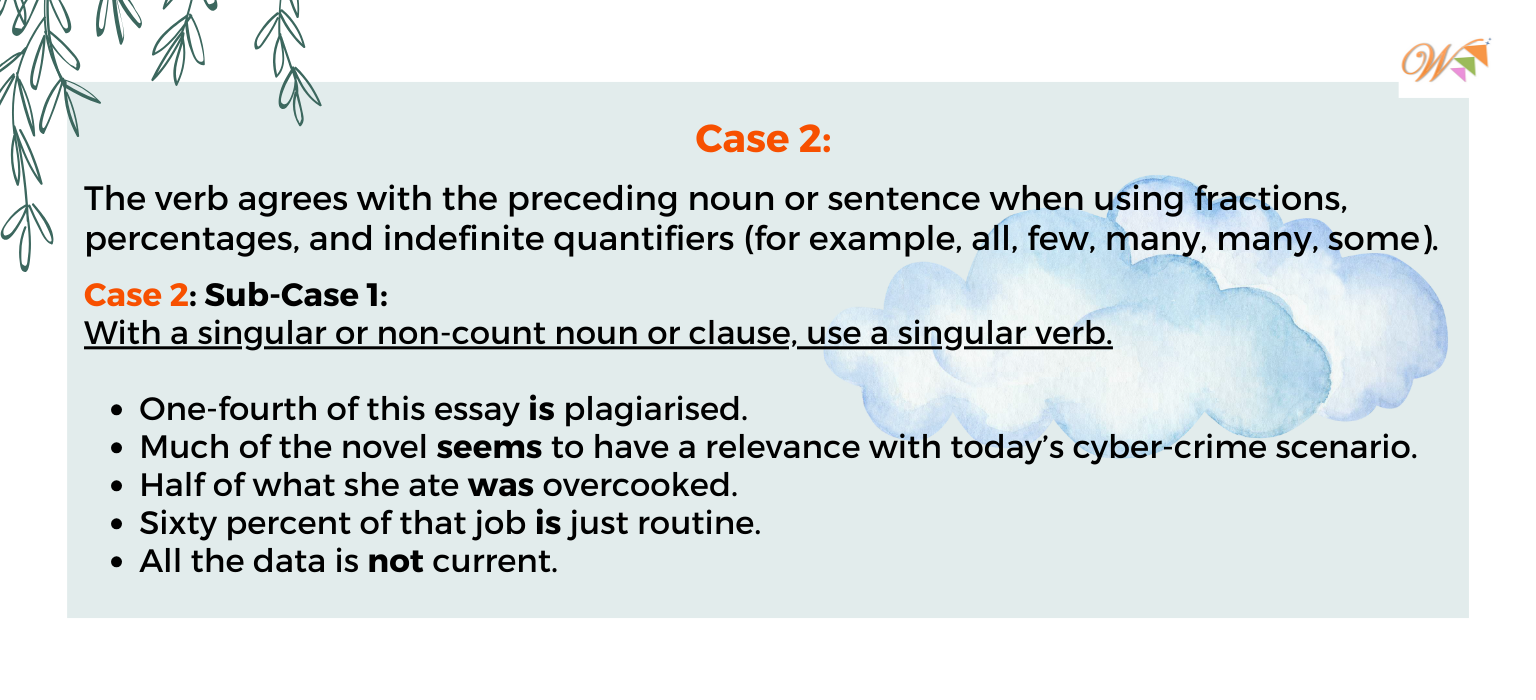 W
Case 2:
The verb agrees with the preceding noun or sentence when using fractions,
percentages, and indefinite quantifiers (for example, all, few, many, many, some).
Case 2: Sub-Case 1:
With a singular or non-count noun or clause, use a singular verb.
• One-fourth of this essay is plagiarised.
• Much of the novel seems to have a relevance with today’s cyber-crime scenario.
• Half of what she ate was overcooked.
• Sixty percent of that job is just routine.
• All the data is not current.